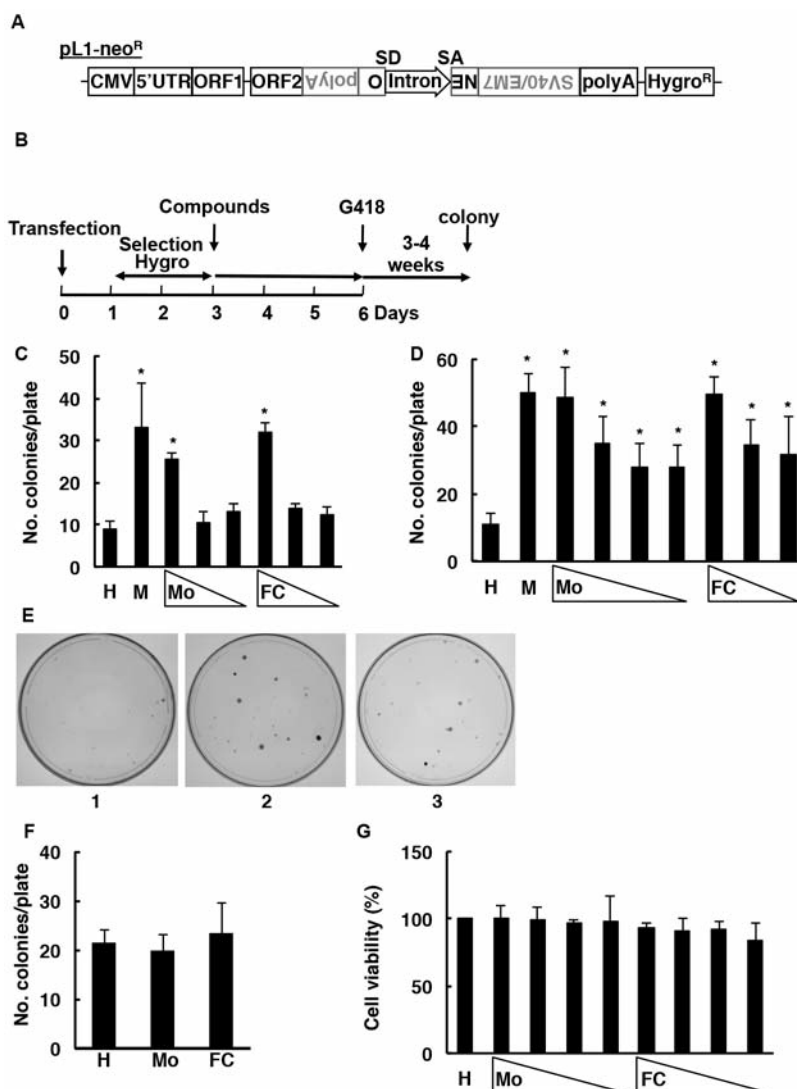 A
pL1-neoR
SD SA
CMV 5'UTR ORF1 ORF2 polyA O Intron NE SV40/EM7 polyA HygroR
B
Compounds G418 colony
Transfection Selection Hygro 3-4 weeks
0 1 2 3 4 5 6 Days
C
No. colonies/plate
50
40
30
20
10
0
* * *
H M Mo FC
D
No. colonies/plate
60
40
20
0
* * * * * * * *
H M Mo FC
E
1 2 3
F
No. colonies/plate
40
30
20
10
0
H Mo FC
G
Cell viability (%)
150
100
50
0
H Mo FC